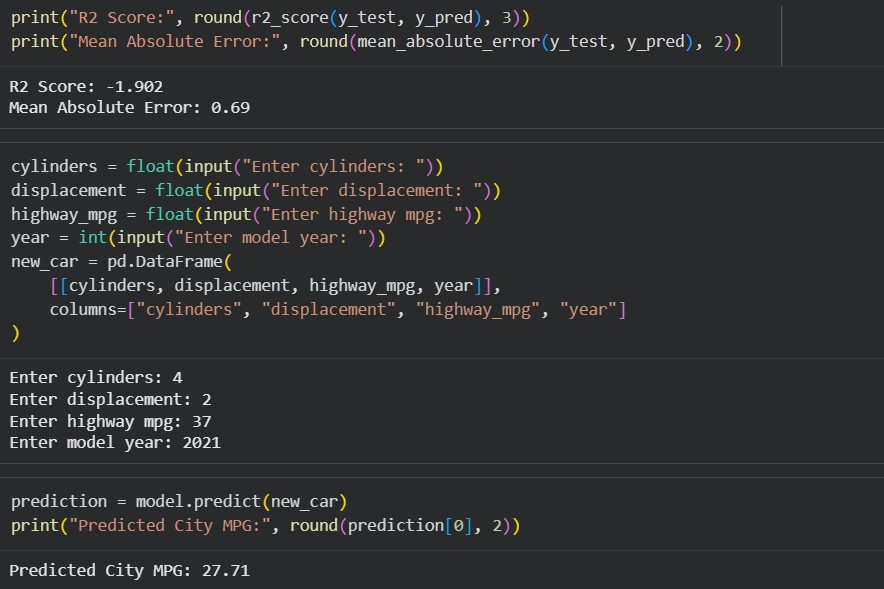 print("R2 Score:", round(r2_score(y_test, y_pred), 3))
print("Mean Absolute Error:", round(mean_absolute_error(y_test, y_pred), 2))
R2 Score: -1.902
Mean Absolute Error: 0.69
cylinders = float(input("Enter cylinders: "))
displacement = float(input("Enter displacement: "))
highway_mpg = float(input("Enter highway mpg: "))
year = int(input("Enter model year: "))
new_car = pd.DataFrame(
    [[cylinders, displacement, highway_mpg, year]],
    columns=["cylinders", "displacement", "highway_mpg", "year"]
)
Enter cylinders: 4
Enter displacement: 2
Enter highway mpg: 37
Enter model year: 2021
prediction = model.predict(new_car)
print("Predicted City MPG:", round(prediction[0], 2))
Predicted City MPG: 27.71